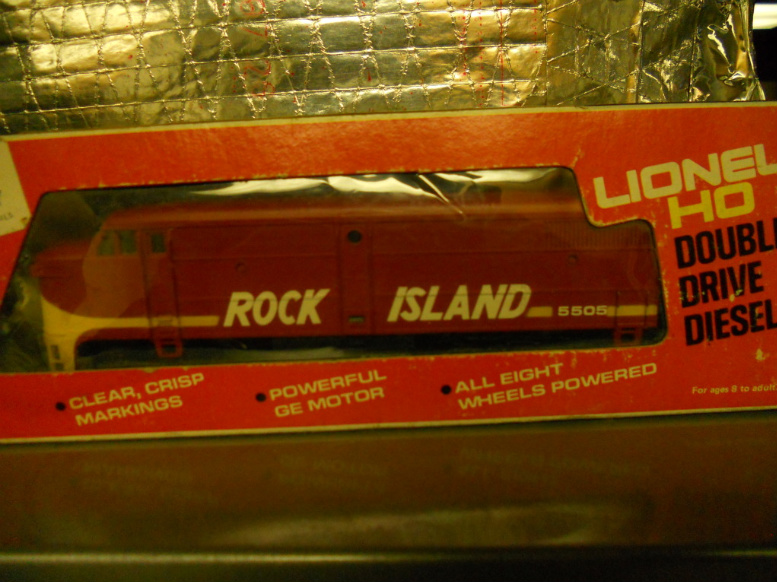 LIONEL
HO
DOUBLE
DRIVE
DIESEL
ROCK ISLAND 5505
• CLEAR, CRISP
MARKINGS
• POWERFUL
GE MOTOR
• ALL EIGHT
WHEELS POWERED
For ages 8 to adult